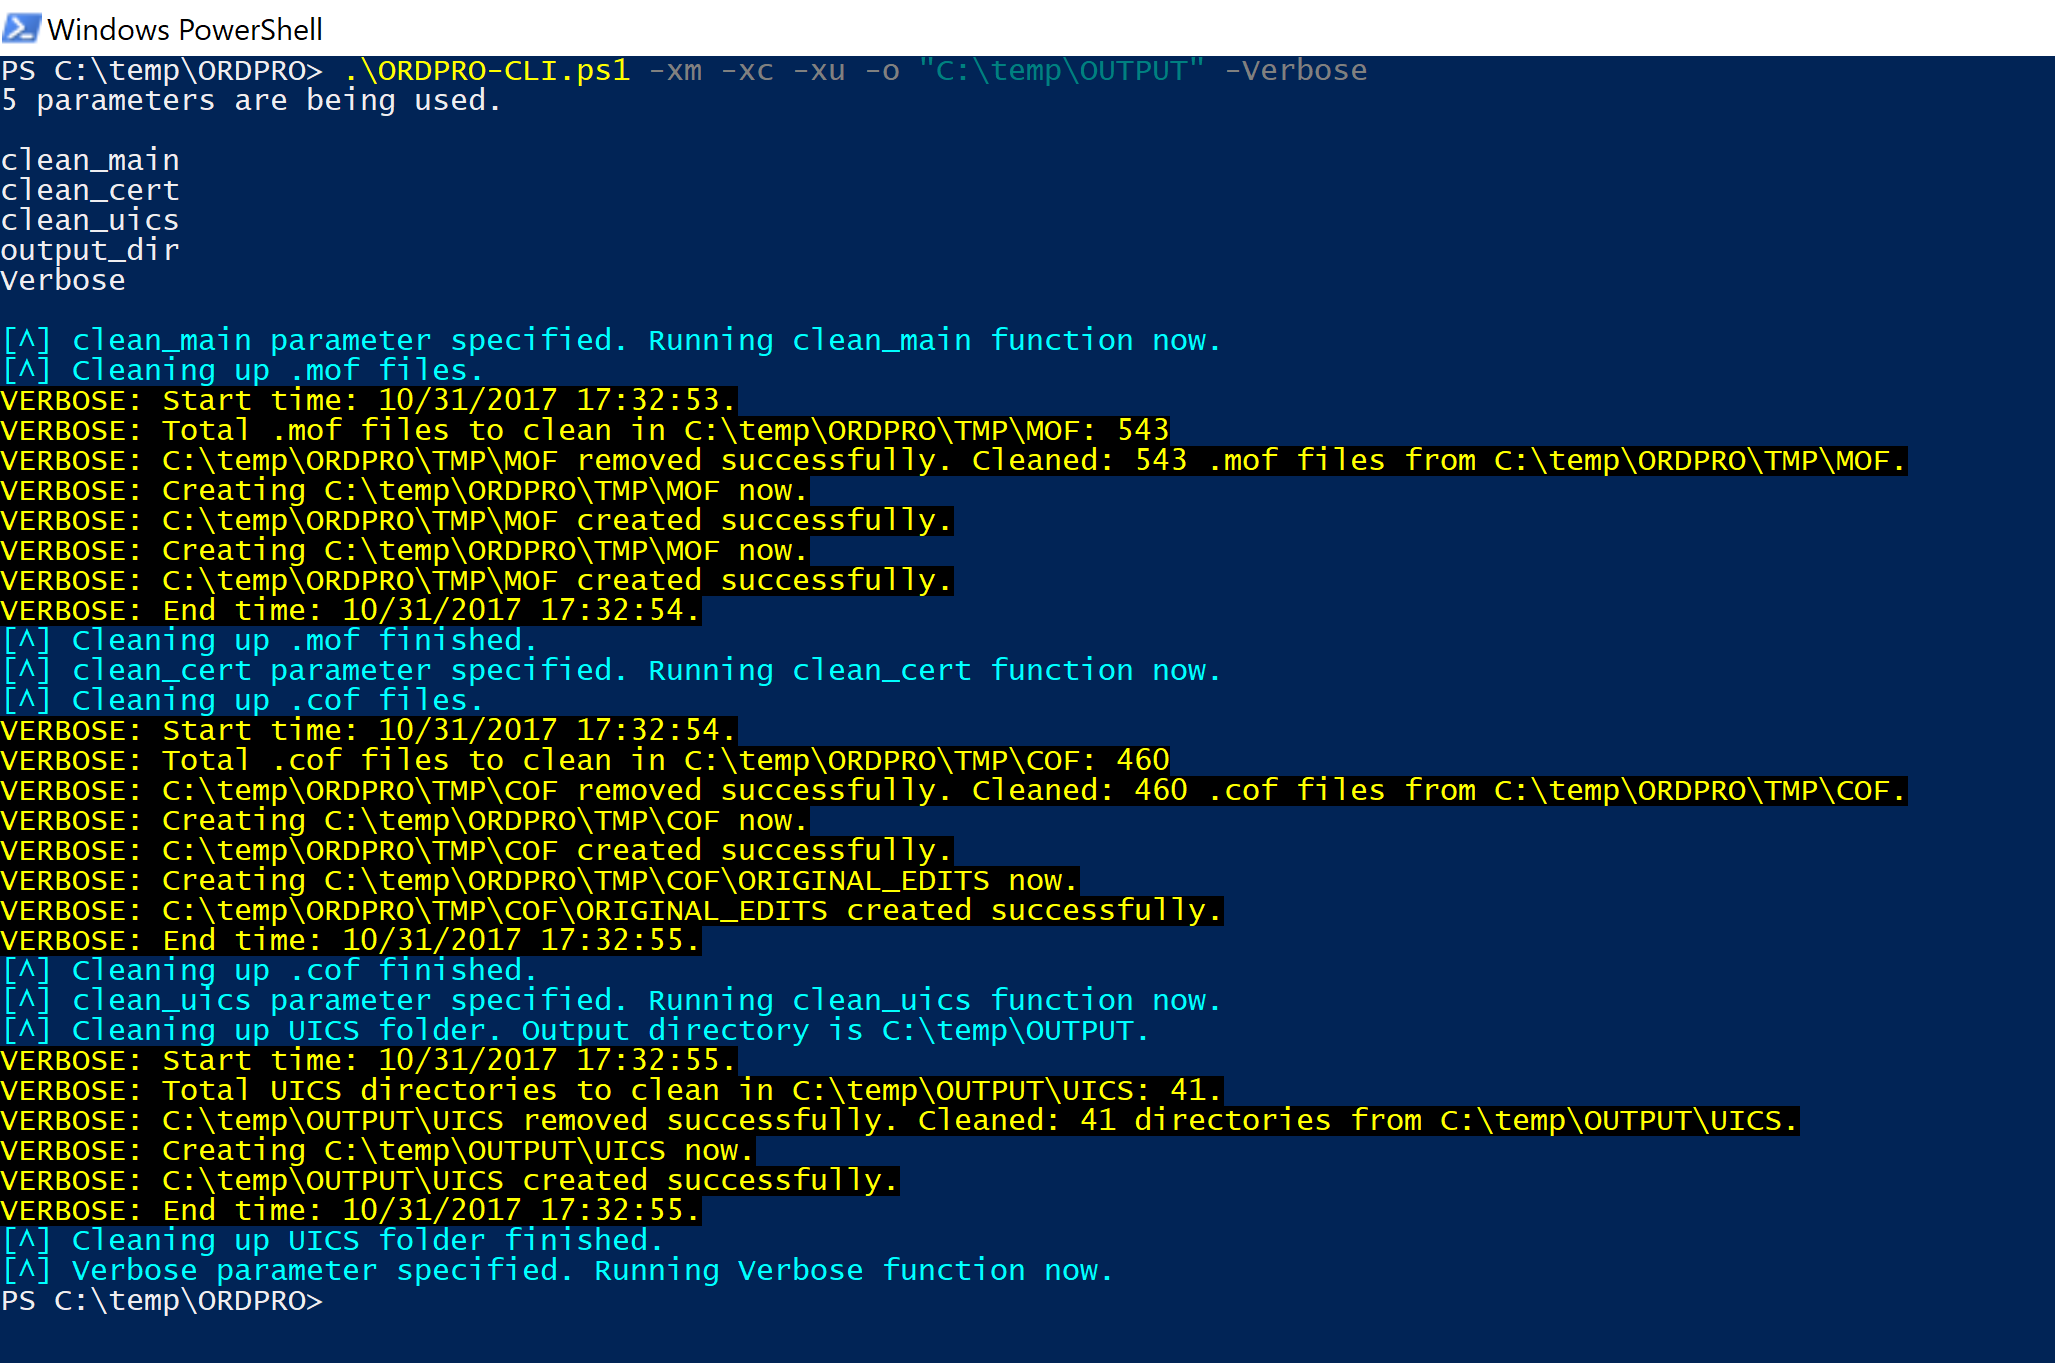 Windows PowerShell
PS C:\temp\ORDPRO> .\ORDPRO-CLI.ps1 -xm -xc -xu -o "C:\temp\OUTPUT" -Verbose
5 parameters are being used.
clean_main
clean_cert
clean_uics
output_dir
Verbose
[^] clean_main parameter specified. Running clean_main function now.
[^] Cleaning up .mof files.
VERBOSE: Start time: 10/31/2017 17:32:53.
VERBOSE: Total .mof files to clean in C:\temp\ORDPRO\TMP\MOF: 543
VERBOSE: C:\temp\ORDPRO\TMP\MOF removed successfully. Cleaned: 543 .mof files from C:\temp\ORDPRO\TMP\MOF.
VERBOSE: Creating C:\temp\ORDPRO\TMP\MOF now.
VERBOSE: C:\temp\ORDPRO\TMP\MOF created successfully.
VERBOSE: Creating C:\temp\ORDPRO\TMP\MOF now.
VERBOSE: C:\temp\ORDPRO\TMP\MOF created successfully.
VERBOSE: End time: 10/31/2017 17:32:54.
[^] Cleaning up .mof finished.
[^] clean_cert parameter specified. Running clean_cert function now.
[^] Cleaning up .cof files.
VERBOSE: Start time: 10/31/2017 17:32:54.
VERBOSE: Total .cof files to clean in C:\temp\ORDPRO\TMP\COF: 460
VERBOSE: C:\temp\ORDPRO\TMP\COF removed successfully. Cleaned: 460 .cof files from C:\temp\ORDPRO\TMP\COF.
VERBOSE: Creating C:\temp\ORDPRO\TMP\COF now.
VERBOSE: C:\temp\ORDPRO\TMP\COF created successfully.
VERBOSE: Creating C:\temp\ORDPRO\TMP\COF\ORIGINAL_EDITS now.
VERBOSE: C:\temp\ORDPRO\TMP\COF\ORIGINAL_EDITS created successfully.
VERBOSE: End time: 10/31/2017 17:32:55.
[^] Cleaning up .cof finished.
[^] clean_uics parameter specified. Running clean_uics function now.
[^] Cleaning up UICS folder. Output directory is C:\temp\OUTPUT.
VERBOSE: Start time: 10/31/2017 17:32:55.
VERBOSE: Total UICS directories to clean in C:\temp\OUTPUT\UICS: 41.
VERBOSE: C:\temp\OUTPUT\UICS removed successfully. Cleaned: 41 directories from C:\temp\OUTPUT\UICS.
VERBOSE: Creating C:\temp\OUTPUT\UICS now.
VERBOSE: C:\temp\OUTPUT\UICS created successfully.
VERBOSE: End time: 10/31/2017 17:32:55.
[^] Cleaning up UICS folder finished.
[^] Verbose parameter specified. Running Verbose function now.
PS C:\temp\ORDPRO>